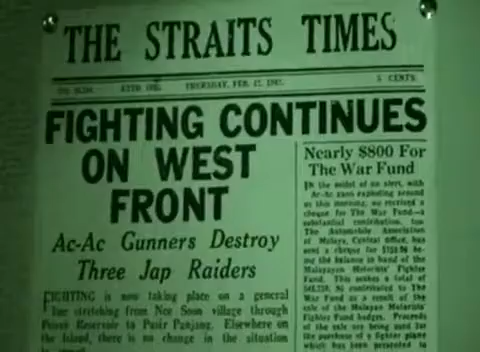 THE STRAITS TIMES
THURSDAY, FEB. 12, 1942. 5 CENTS.
FIGHTING CONTINUES
ON WEST
FRONT
Ac-Ac Gunners Destroy
Three Jap Raiders
FIGHTING is now taking place on a general
line stretching from Nee Soon village through
Peirce Reservoir to Pasir Panjang. Elsewhere on
the Island, there is no change in the situation
Nearly $800 For
The War Fund
IN the midst of an alert, with
Ac-Ac guns exploding around
us this morning, we received a
cheque for The War Fund—a
substantial contribution, from
The Automobile Association
of Malaya, Central office, has
sent a cheque for
ing the balance in hand of the
Malayan Motorists' Fighter
Fund. This makes a total of
contributed to The
War Fund as a result of the
sale of the Malayan Motorists'
Fighter Fund badges. Proceeds
of the sale are being used for
the purchase of a fighter plane
which has been presented to